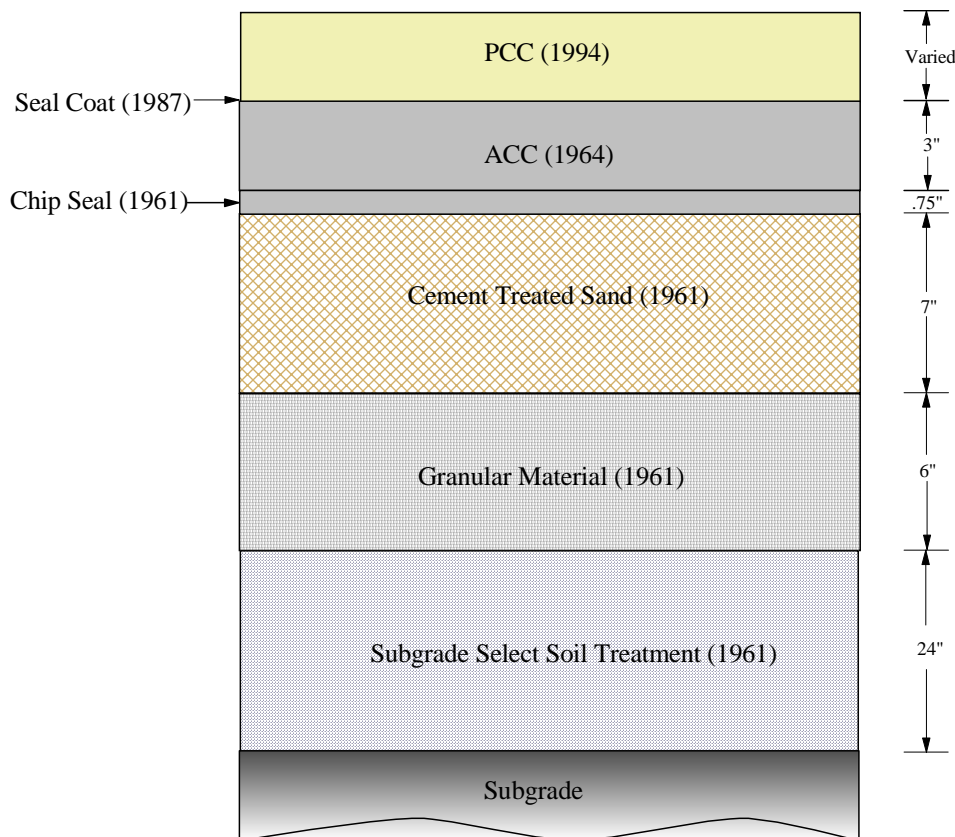 PCC (1994)
Varied
Seal Coat (1987)
ACC (1964)
3"
Chip Seal (1961)
.75"
Cement Treated Sand (1961)
7"
Granular Material (1961)
6"
Subgrade Select Soil Treatment (1961)
24"
Subgrade